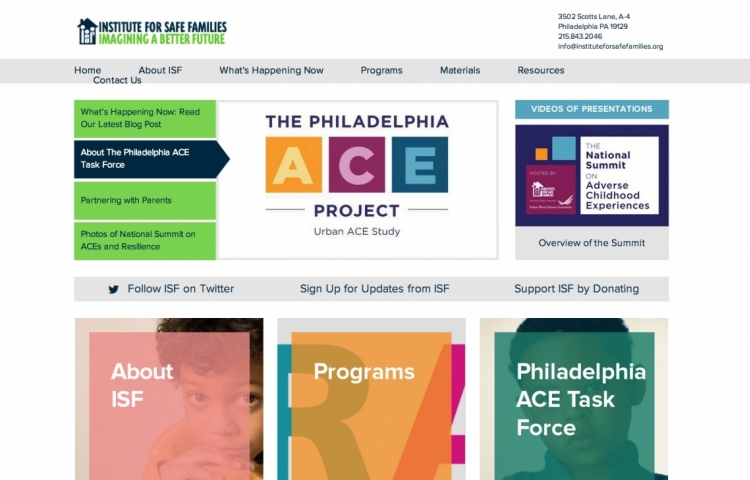 INSTITUTE FOR SAFE FAMILIES
IMAGINING A BETTER FUTURE
3502 Scotts Lane, A-4
Philadelphia PA 19129
215.843.2046
info@instituteforsafefamilies.org
Home About ISF What's Happening Now Programs Materials Resources
Contact Us
What's Happening Now: Read
Our Latest Blog Post
About The Philadelphia ACE
Task Force
Partnering with Parents
Photos of National Summit on
ACEs and Resilience
THE PHILADELPHIA
ACE
PROJECT
Urban ACE Study
VIDEOS OF PRESENTATIONS
THE
National
Summit
ON
Adverse
Childhood
Experiences
HOSTED BY
Overview of the Summit
Follow ISF on Twitter
Sign Up for Updates from ISF
Support ISF by Donating
About
ISF
Programs
Philadelphia
ACE Task
Force